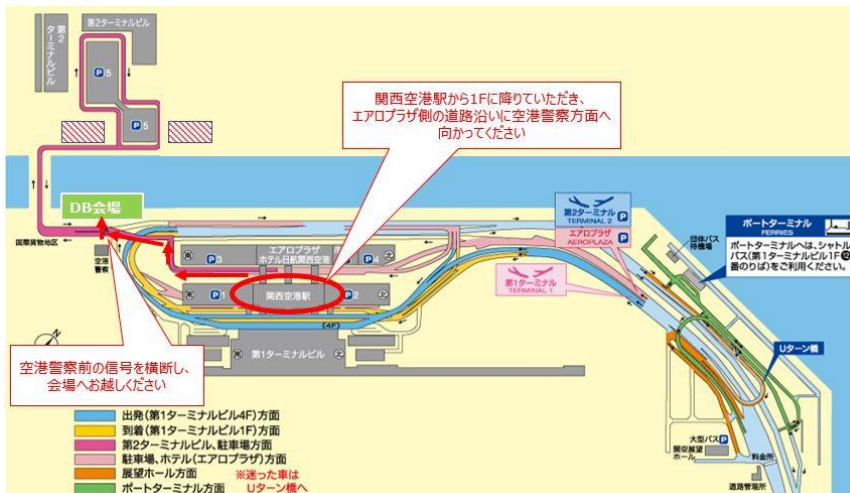 第2ターミナルビル
第2ターミナルビル
P5
P5
関西空港駅から1Fに降りていただき、
エアロプラザ側の道路沿いに空港警察方面へ
向かってください
DB会場
国際貨物地区
空港警察
P3
エアロプラザ
ホテル日航関西空港
P4
P1
関西空港駅
P2
(4F)
第1ターミナルビル
第2ターミナル P
TERMINAL 2
エアロプラザ P
AEROPLAZA
第1ターミナル
TERMINAL 1
団体バス
待機場
ポートターミナル
FERRIES
ポートターミナルへは、シャトル
バス(第1ターミナルビル1F⑫
番のりば)をご利用ください。
Uターン橋
空港警察前の信号を横断し、
会場へお越しください
大型バスP
関空展望
ホール
料金所
道路管理所
出発(第1ターミナルビル4F)方面
到着(第1ターミナルビル1F)方面
第2ターミナルビル、駐車場方面
駐車場、ホテル(エアロプラザ)方面
展望ホール方面
ポートターミナル方面
※迷った車は
Uターン橋へ